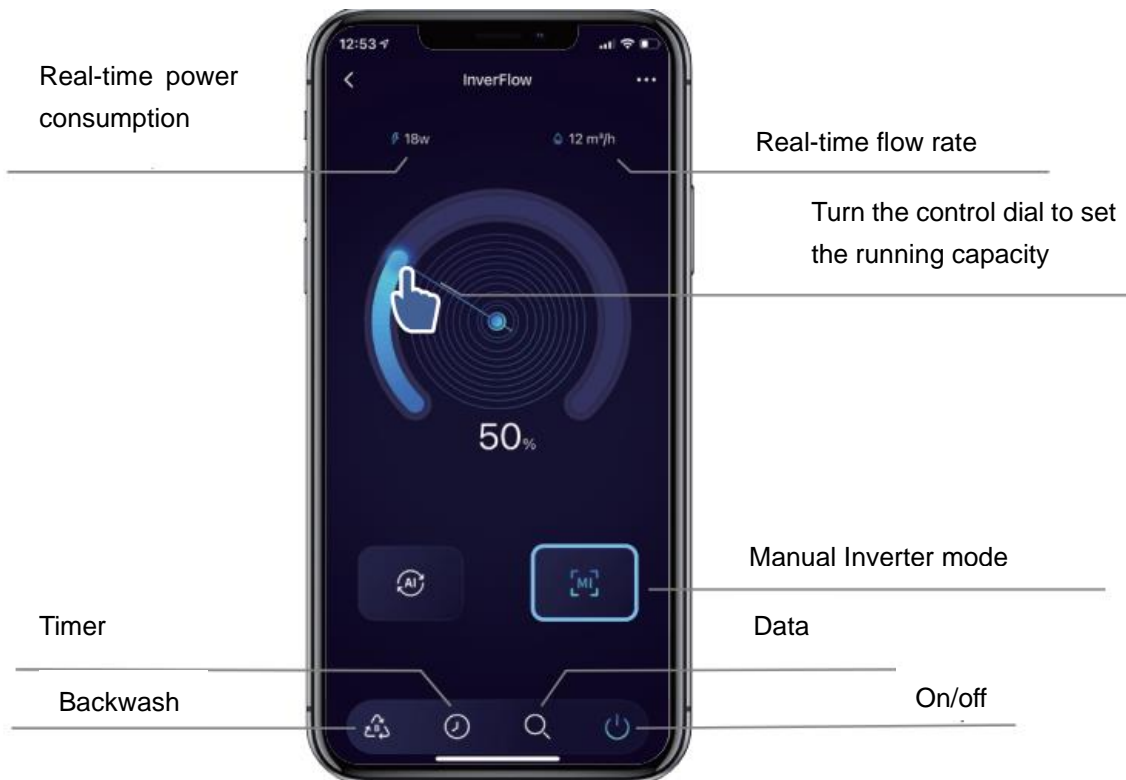 12:53
InverFlow
Real-time power
consumption
18w
12 m³/h
Real-time flow rate
Turn the control dial to set
the running capacity
50%
Manual Inverter mode
AI
MI
Timer
Data
Backwash
On/off